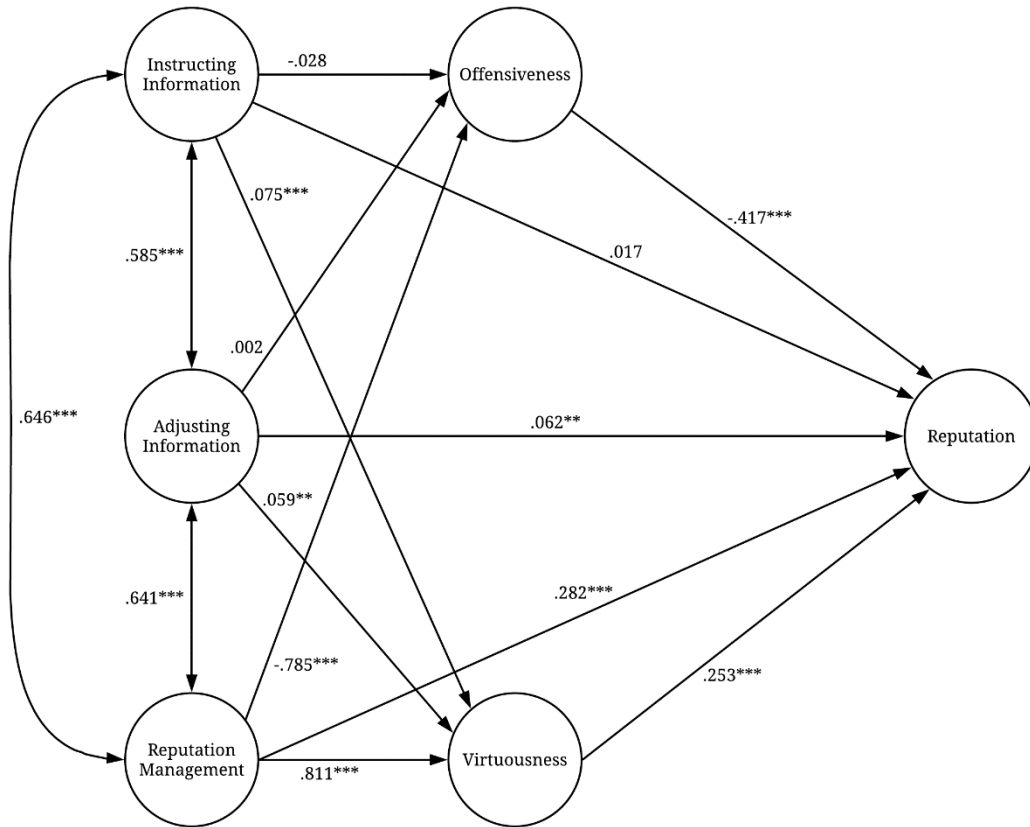 Instructing
Information
-.028
Offensiveness
.075***
-.417***
.585***
.017
.002
.646***
Adjusting
Information
.062**
Reputation
.059**
.641***
.282***
-.785***
.253***
Reputation
Management
.811***
Virtuousness